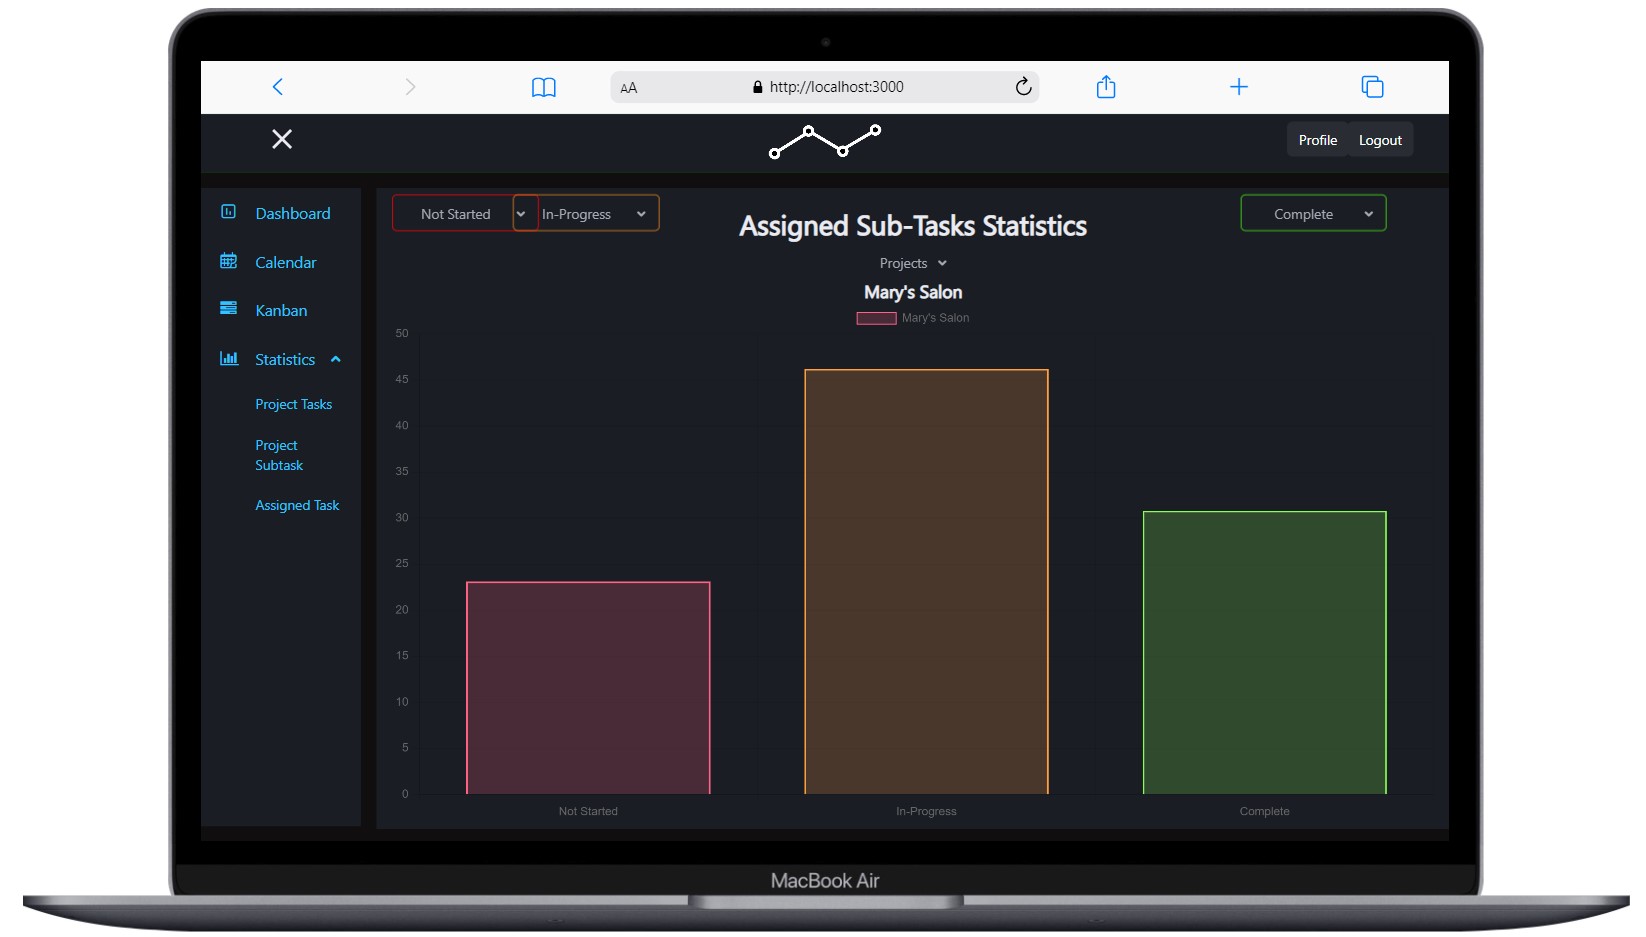 AA
http://localhost:3000
Profile
Logout
Dashboard
Calendar
Kanban
Statistics
Project Tasks
Project
Subtask
Assigned Task
Not Started
In-Progress
Assigned Sub-Tasks Statistics
Complete
Projects
Mary's Salon
Mary's Salon
50
45
40
35
30
25
20
15
10
5
0
Not Started
In-Progress
Complete
MacBook Air